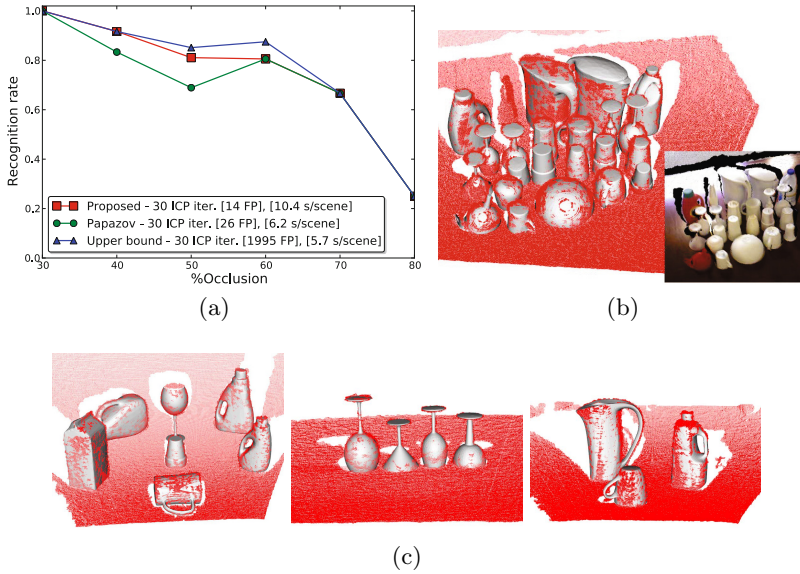 1.0
0.8
0.6
0.4
0.2
0.0
Recognition rate
Proposed - 30 ICP iter. [14 FP], [10.4 s/scene]
Papazov - 30 ICP iter. [26 FP], [6.2 s/scene]
Upper bound - 30 ICP iter. [1995 FP], [5.7 s/scene]
30 40 50 60 70 80
%Occlusion
(a)
(b)
(c)